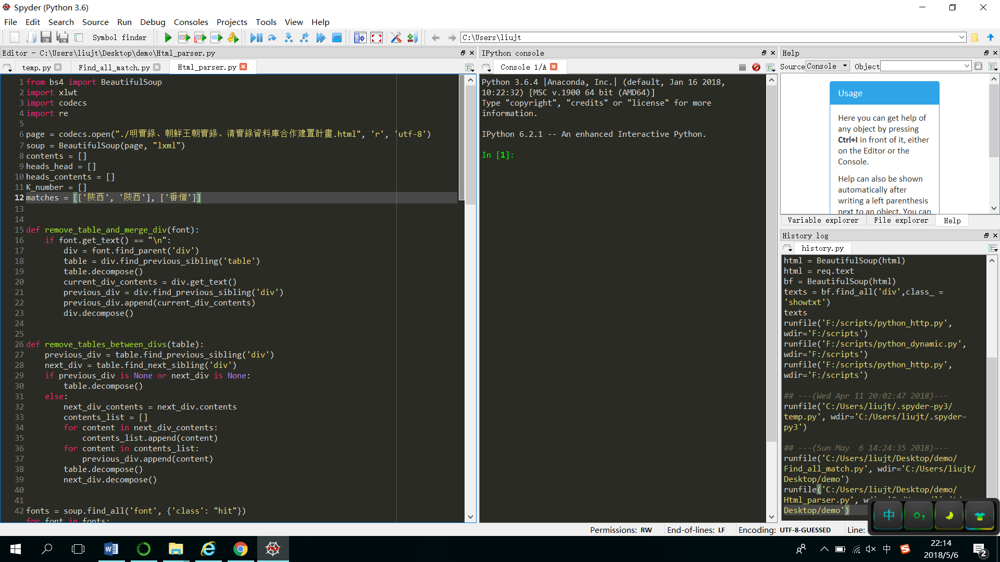 Spyder (Python 3.6)
File Edit Search Source Run Debug Consoles Projects Tools View Help
Symbol finder
C:\Users\liujt
Editor - C:\Users\liujt\Desktop\demo\Html_parser.py
temp.py Find_all_match.py Html_parser.py
1 from bs4 import BeautifulSoup
2 import xlwt
3 import codecs
4 import re
5
6 page = codecs.open("./明實錄、朝鮮王朝實錄、清實錄資料庫合作建置計畫.html", 'r', 'utf-8')
7 soup = BeautifulSoup(page, "lxml")
8 contents = []
9 heads_head = []
10 heads_contents = []
11 K_number = []
12 matches = [['陝西', '陜西'], ['番僧']]
13
14
15 def remove_table_and_merge_div(font):
16     if font.get_text() == "\n":
17         div = font.find_parent('div')
18         table = div.find_previous_sibling('table')
19         table.decompose()
20         current_div_contents = div.get_text()
21         previous_div = div.find_previous_sibling('div')
22         previous_div.append(current_div_contents)
23         div.decompose()
24
25
26 def remove_tables_between_divs(table):
27     previous_div = table.find_previous_sibling('div')
28     next_div = table.find_next_sibling('div')
29     if previous_div is None or next_div is None:
30         table.decompose()
31     else:
32         next_div_contents = next_div.contents
33         contents_list = []
34         for content in next_div_contents:
35             contents_list.append(content)
36         for content in contents_list:
37             previous_div.append(content)
38         table.decompose()
39         next_div.decompose()
40
41
42 fonts = soup.find_all('font', {'class': "hit"})
for font in fonts:
IPython console
Console 1/A
Python 3.6.4 |Anaconda, Inc.| (default, Jan 16 2018,
10:22:32) [MSC v.1900 64 bit (AMD64)]
Type "copyright", "credits" or "license" for more
information.
IPython 6.2.1 -- An enhanced Interactive Python.
In [1]:
Help
Source Console Object
Usage
Here you can get help of
any object by pressing
Ctrl+I in front of it, either
on the Editor or the
Console.
Help can also be shown
automatically after
writing a left parenthesis
next to an object. You can
Variable explorer File explorer Help
History log
history.py
html = BeautifulSoup(html)
html = req.text
bf = BeautifulSoup(html)
texts = bf.find_all('div',class_ =
'showtxt')
texts
runfile('F:/scripts/python_http.py',
wdir='F:/scripts')
runfile('F:/scripts/python_dynamic.py',
wdir='F:/scripts')
runfile('F:/scripts/python_http.py',
wdir='F:/scripts')
## ---(Wed Apr 11 20:02:47 2018)---
runfile('C:/Users/liujt/.spyder-py3/
temp.py', wdir='C:/Users/liujt/.spyder-
py3')
## ---(Sun May  6 14:24:35 2018)---
runfile('C:/Users/liujt/Desktop/demo/
Find_all_match.py', wdir='C:/Users/liujt/
Desktop/demo')
runfile('C:/Users/liujt/Desktop/demo/
Html_parser.py',
Desktop/demo')
中
Permissions: RW End-of-lines: LF Encoding: UTF-8-GUESSED Line:
中
22:14
2018/5/6
2